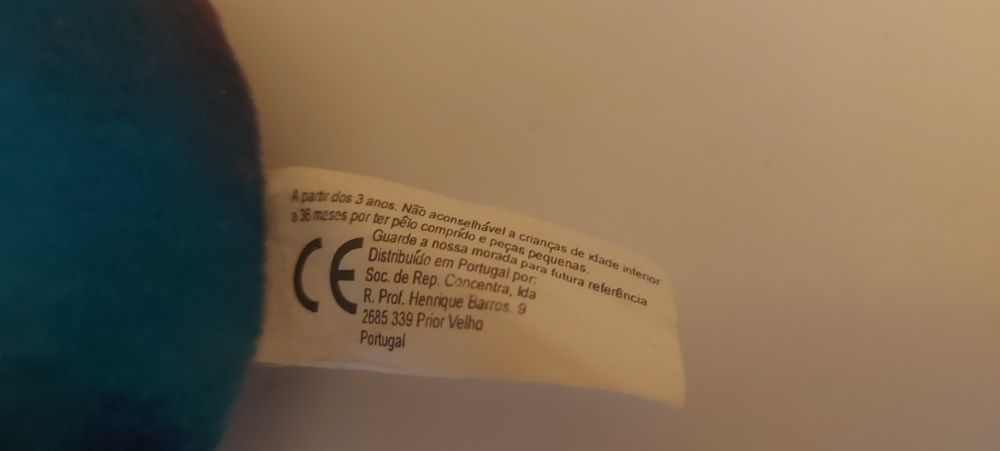 A partir dos 3 anos. Não aconselhável a crianças de idade inferior
a 36 meses por ter pêlo comprido e peças pequenas.
Guarde a nossa morada para futura referência
CE
Distribuído em Portugal por:
Soc. de Rep. Concentra, lda
R. Prof. Henrique Barros. 9
2685 339 Prior Velho
Portugal